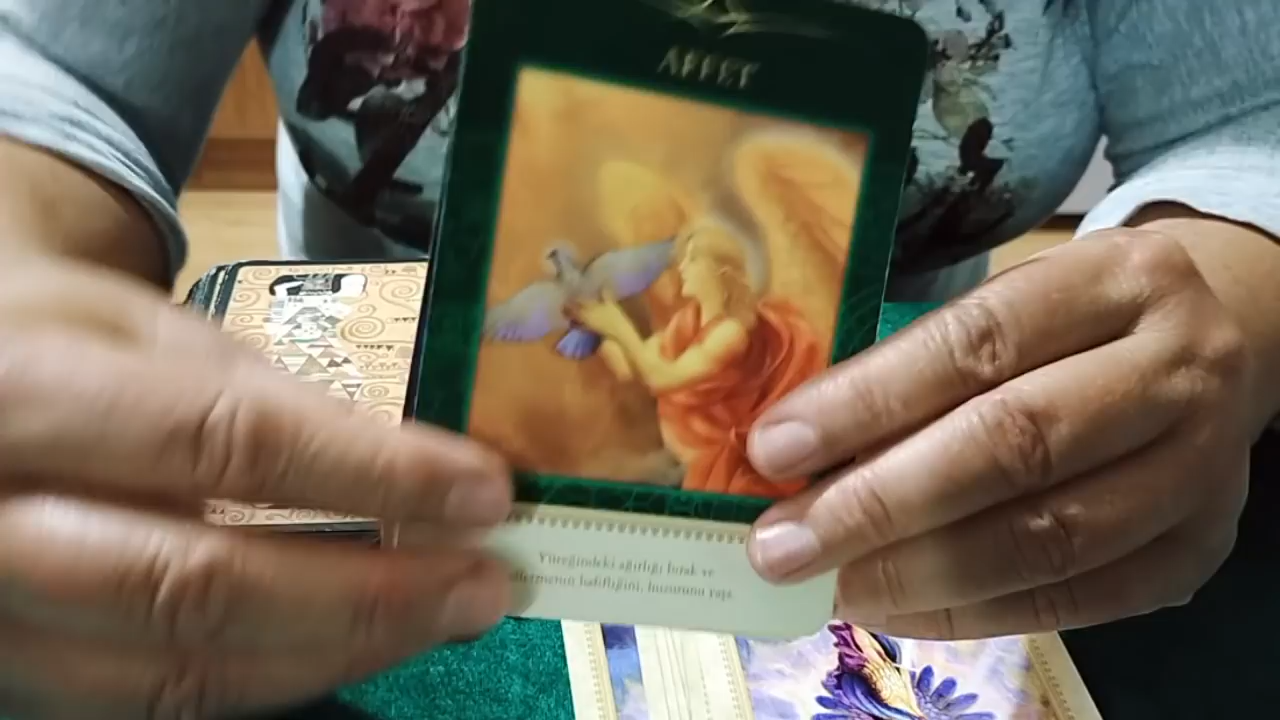 AFFET
Yüreğindeki ağırlığı bırak ve
hafifliğini, huzurunu yaşa.